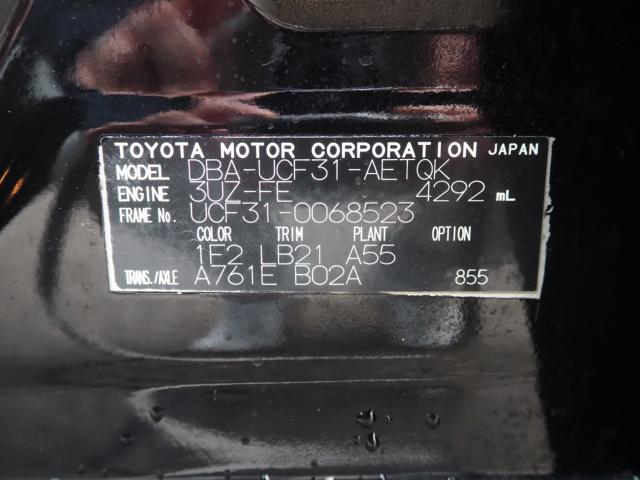 TOYOTA MOTOR CORPORATION JAPAN
MODEL DBA-UCF31-AETQK
ENGINE 3UZ-FE 4292 mL
FRAME No. UCF31-0068523
COLOR TRIM PLANT OPTION
1E2 LB21 A55
TRANS./AXLE A761E B02A 855